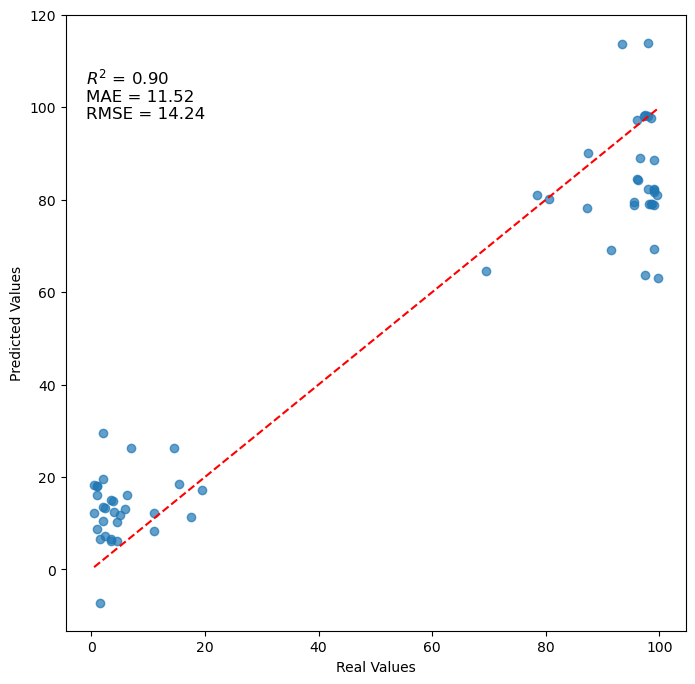 120
100
80
60
40
20
0
R² = 0.90
MAE = 11.52
RMSE = 14.24
Predicted Values
0 20 40 60 80 100
Real Values